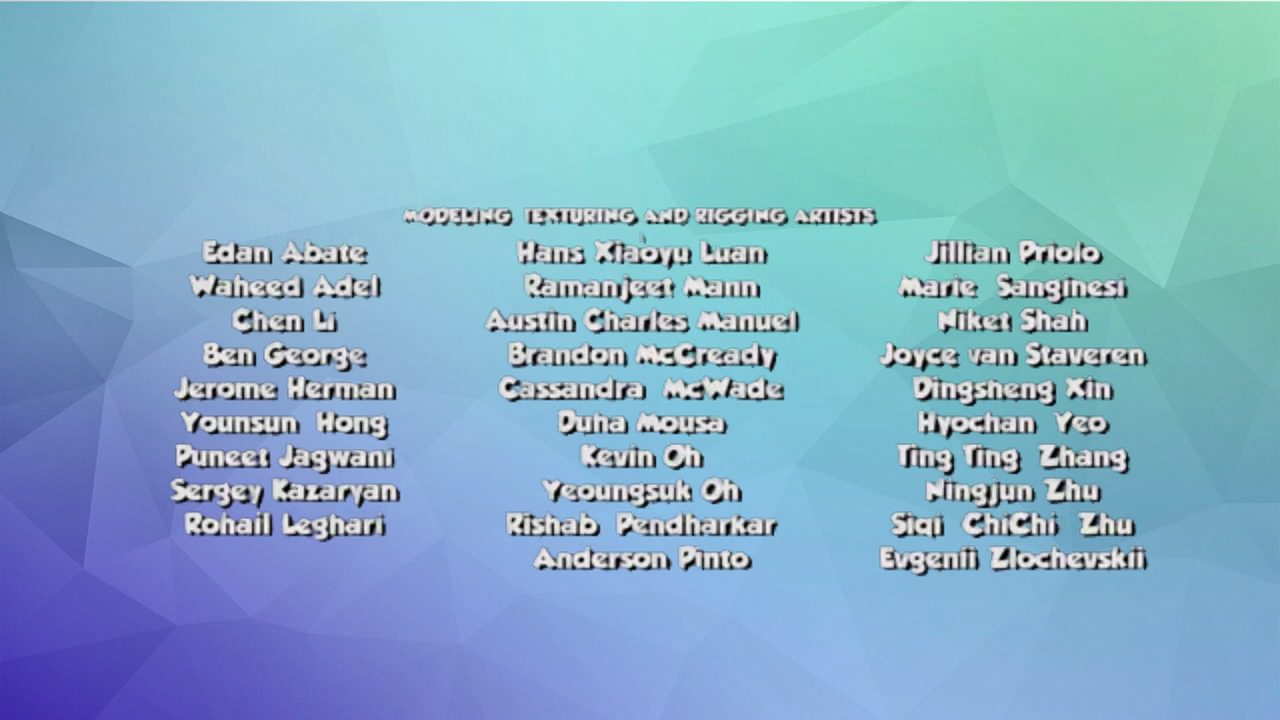 MODELING TEXTURING AND RIGGING ARTISTS
Edan Abate
Waheed Adel
Chen Li
Ben George
Jerome Herman
Younsun Hong
Puneet Jagwani
Sergey Kazaryan
Rohail Leghari
Hans Xiaoyu Luan
Ramanjeet Mann
Austin Charles Manuel
Brandon McCready
Cassandra McWade
Duha Mousa
Kevin Oh
Yeoungsuk Oh
Rishab Pendharkar
Anderson Pinto
Jillian Priolo
Marie Sanginesi
Niket Shah
Joyce van Staveren
Dingsheng Xin
Hyochan Yeo
Ting Ting Zhang
Ningjun Zhu
Siqi ChiChi Zhu
Evgenii Zlochevskii